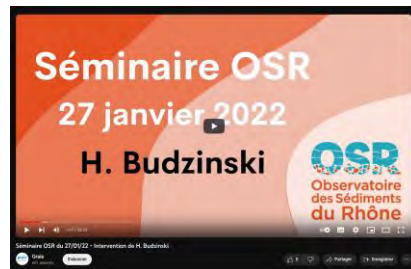 Séminaire OSR
27 janvier 2022
H. Budzinski
OSR
Observatoire
des Sédiments
du Rhône
Séminaire OSR du 27/01/22 - Intervention de H. Budzinski
Graie
S'abonner
Partager
Enregistrer